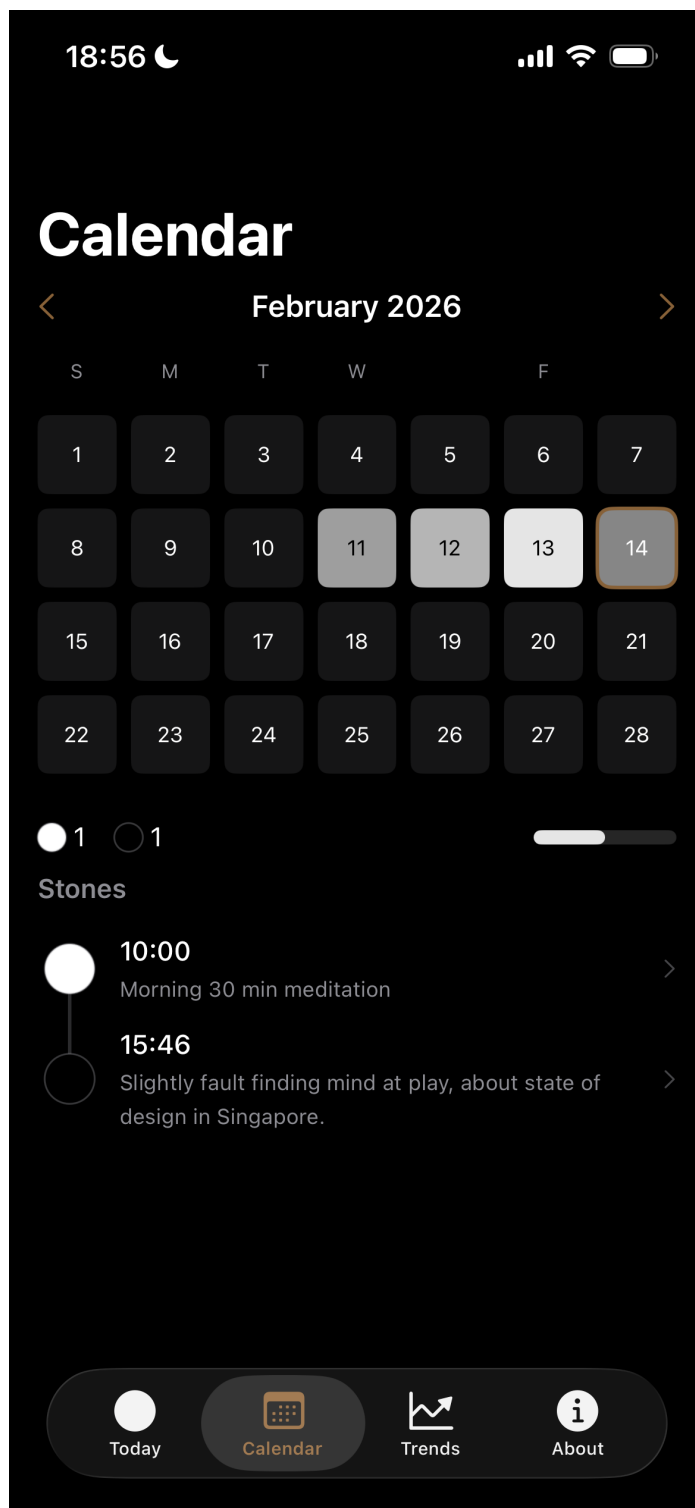 18:56
Calendar
February 2026
S M T W F
1 2 3 4 5 6 7
8 9 10 11 12 13 14
15 16 17 18 19 20 21
22 23 24 25 26 27 28
1 1
Stones
10:00
Morning 30 min meditation
15:46
Slightly fault finding mind at play, about state of
design in Singapore.
Today Calendar Trends About